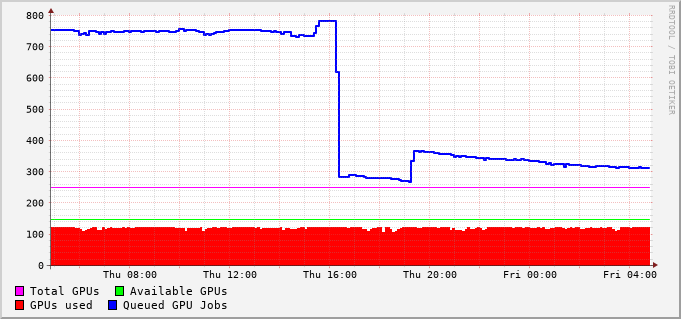 800
700
600
500
400
300
200
100
0
Thu 08:00 Thu 12:00 Thu 16:00 Thu 20:00 Fri 00:00 Fri 04:00
Total GPUs Available GPUs
GPUs used Queued GPU Jobs
RRDTOOL / TOBI OETIKER